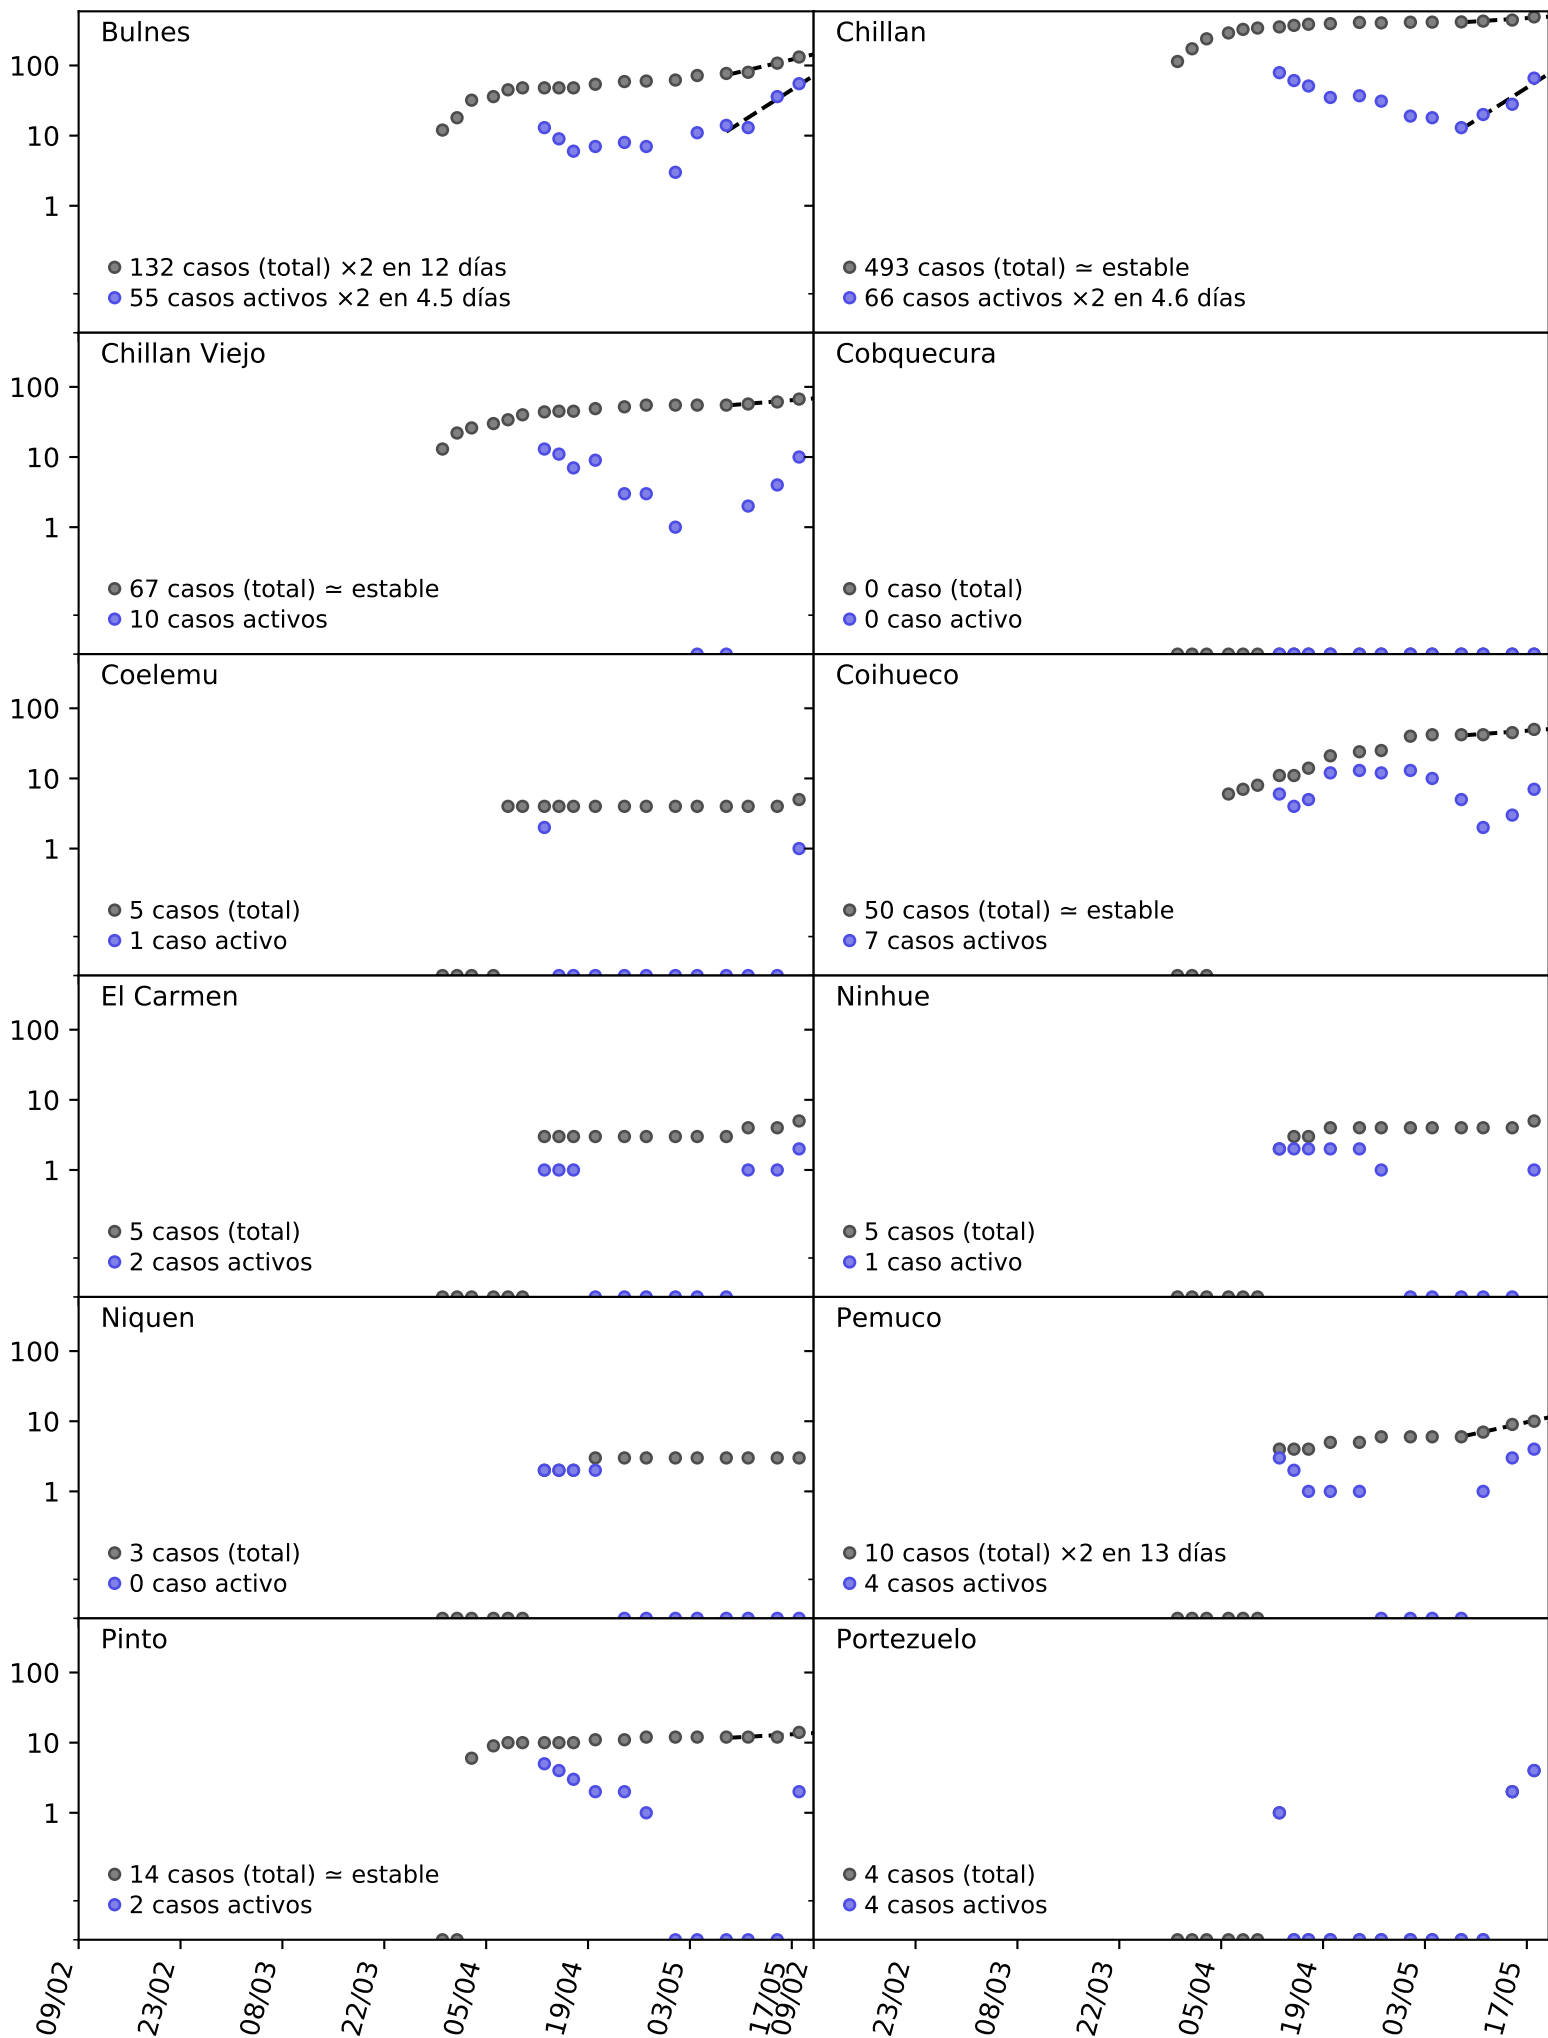 Bulnes
100
10
1
132 casos (total) ×2 en 12 días
55 casos activos ×2 en 4.5 días
Chillan
493 casos (total) ≃ estable
66 casos activos ×2 en 4.6 días
Chillan Viejo
100
10
1
67 casos (total) ≃ estable
10 casos activos
Cobquecura
0 caso (total)
0 caso activo
Coelemu
100
10
1
5 casos (total)
1 caso activo
Coihueco
50 casos (total) ≃ estable
7 casos activos
El Carmen
100
10
1
5 casos (total)
2 casos activos
Ninhue
5 casos (total)
1 caso activo
Niquen
100
10
1
3 casos (total)
0 caso activo
Pemuco
10 casos (total) ×2 en 13 días
4 casos activos
Pinto
100
10
1
14 casos (total) ≃ estable
2 casos activos
Portezuelo
4 casos (total)
4 casos activos
09/02
23/02
08/03
22/03
05/04
19/04
03/05
17/05
09/02
23/02
08/03
22/03
05/04
19/04
03/05
17/05